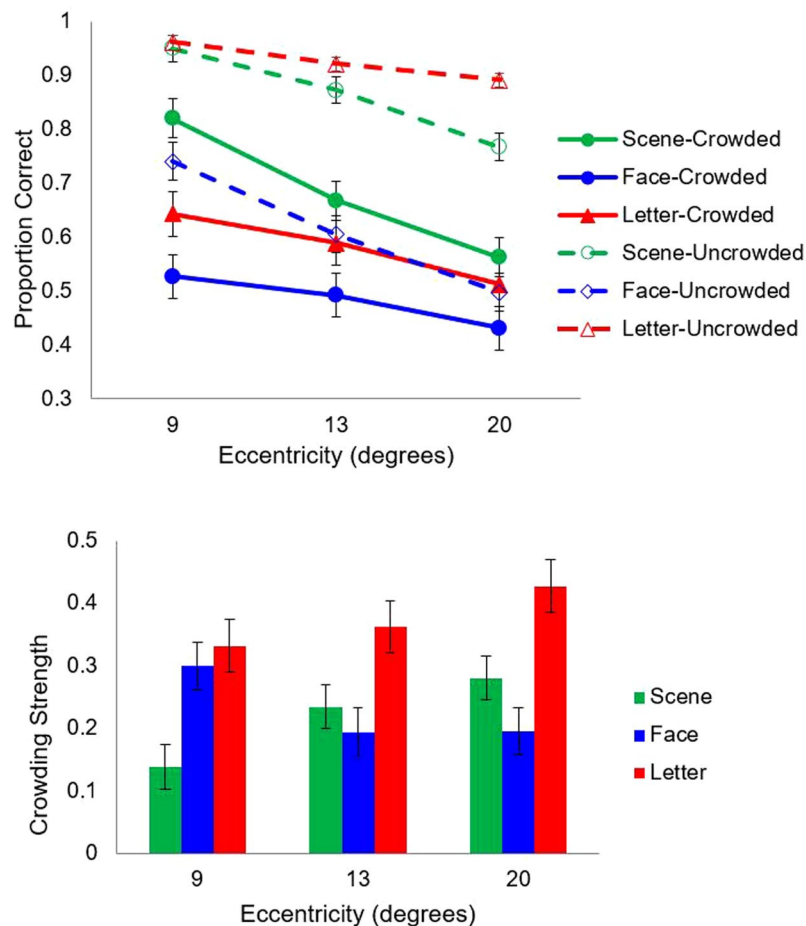 1
0.9
0.8
0.7
0.6
0.5
0.4
0.3
Proportion Correct
9 13 20
Eccentricity (degrees)
Scene-Crowded
Face-Crowded
Letter-Crowded
Scene-Uncrowded
Face-Uncrowded
Letter-Uncrowded
0.5
0.4
0.3
0.2
0.1
0
Crowding Strength
9 13 20
Eccentricity (degrees)
Scene
Face
Letter